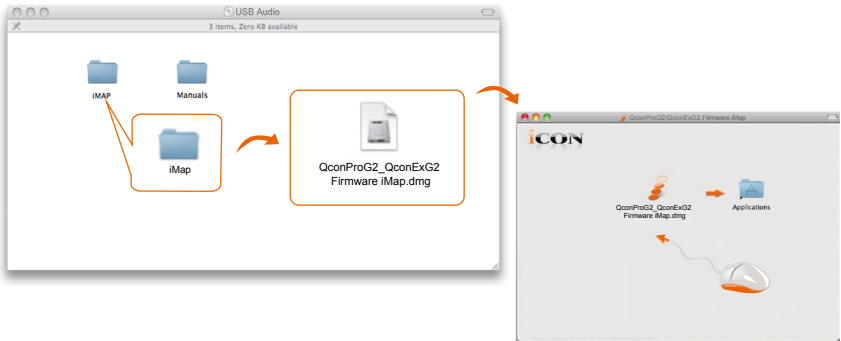 USB Audio
3 items, Zero KB available
iMAP
Manuals
iMap
QconProG2_QconExG2
Firmware iMap.dmg
QconProG2/QconExG2 Firmware iMap
iCON
QconProG2_QconExG2
Firmware iMap.dmg
Applications